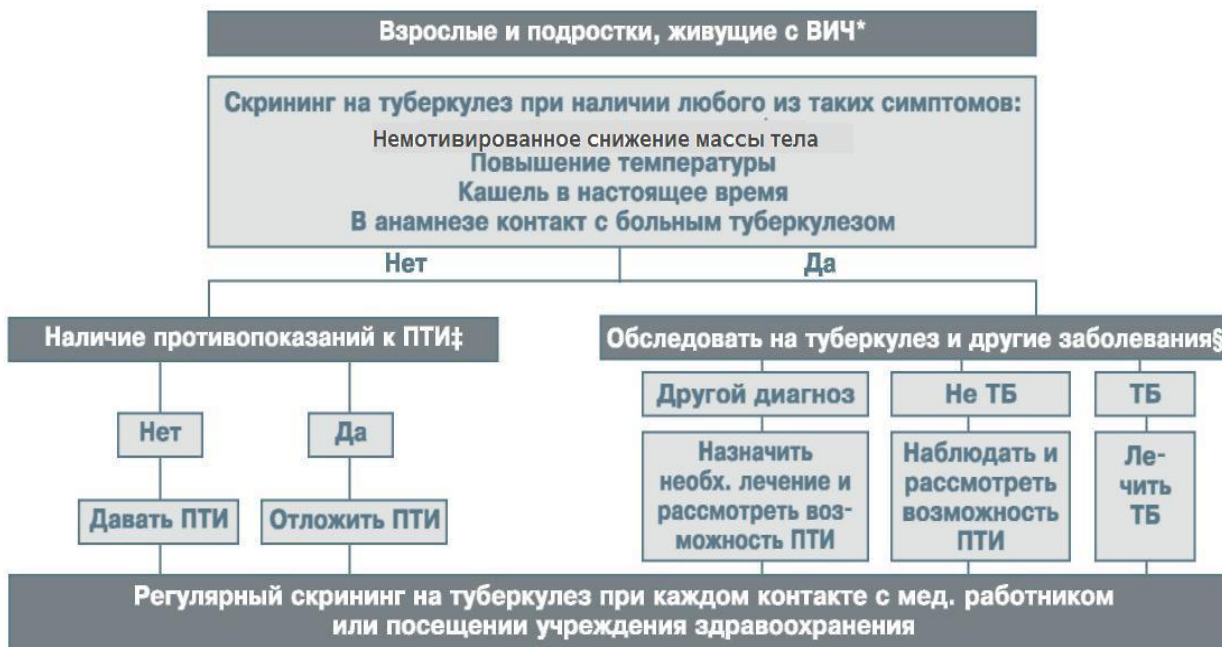 Взрослые и подростки, живущие с ВИЧ*
Скрининг на туберкулез при наличии любого из таких симптомов:
Немотивированное снижение массы тела
Повышение температуры
Кашель в настоящее время
В анамнезе контакт с больным туберкулезом
Нет
Да
Наличие противопоказаний к ПТИ‡
Нет
Да
Давать ПТИ
Отложить ПТИ
Обследовать на туберкулез и другие заболевания§
Другой диагноз
Не ТБ
ТБ
Назначить
необх. лечение и
рассмотреть воз-
можность ПТИ
Наблюдать и
рассмотреть
возможность
ПТИ
Ле-
чить
ТБ
Регулярный скрининг на туберкулез при каждом контакте с мед. работником
или посещении учреждения здравоохранения